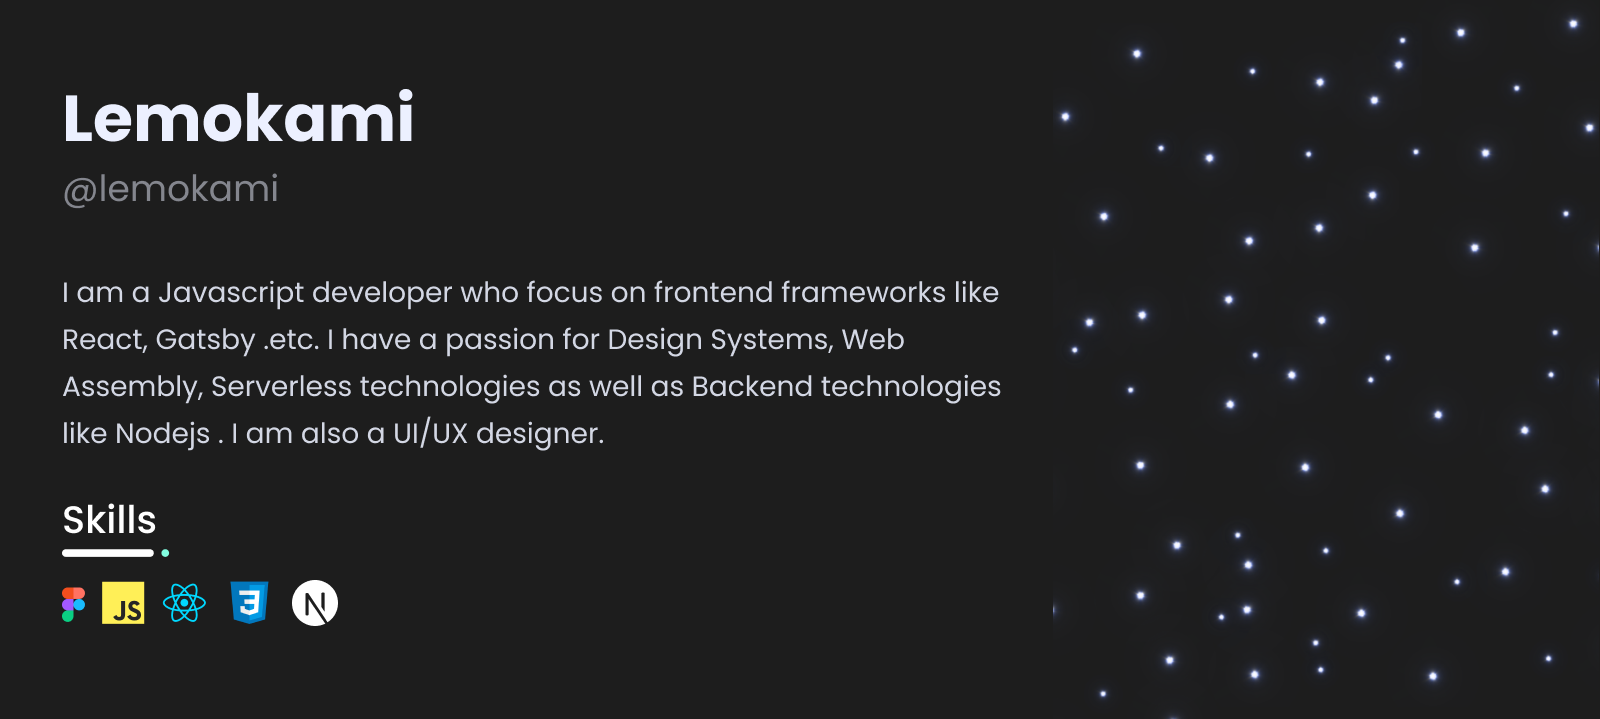 Lemokami
@lemokami
I am a Javascript developer who focus on frontend frameworks like
React, Gatsby .etc. I have a passion for Design Systems, Web
Assembly, Serverless technologies as well as Backend technologies
like Nodejs . I am also a UI/UX designer.
Skills
JS 3 N